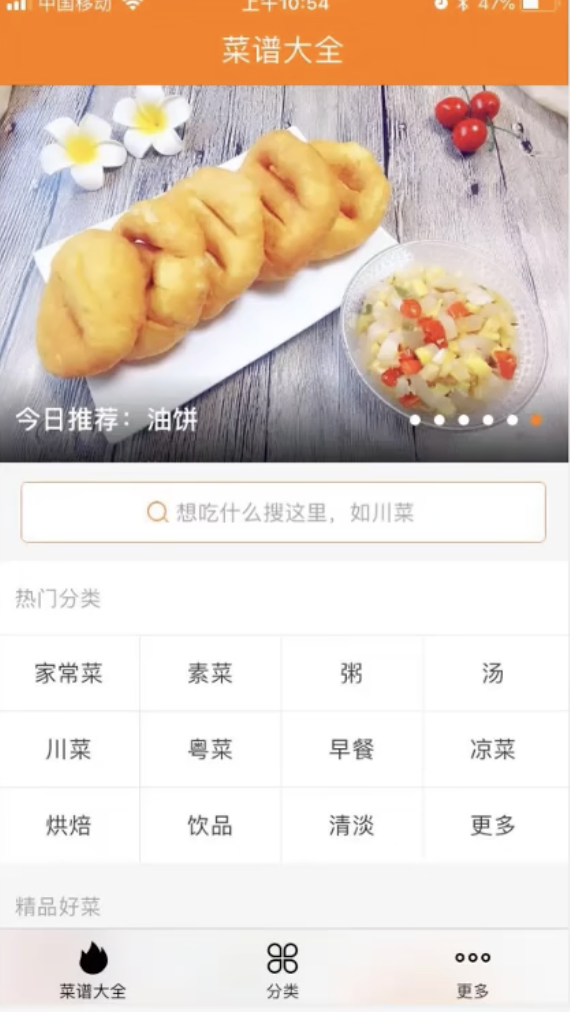 中国移动 上午10:54 47%
菜谱大全
今日推荐：油饼
想吃什么搜这里，如川菜
热门分类
家常菜 素菜 粥 汤
川菜 粤菜 早餐 凉菜
烘焙 饮品 清淡 更多
精品好菜
菜谱大全 分类 更多